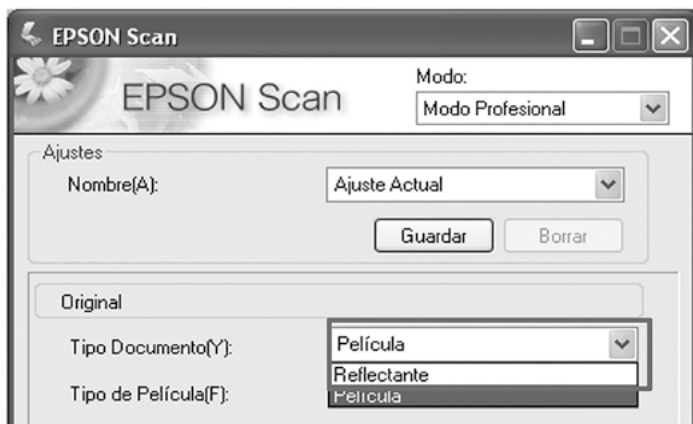 EPSON Scan
EPSON Scan
Modo:
Modo Profesional
Ajustes
Nombre(A):
Ajuste Actual
Guardar
Borrar
Original
Tipo Documento(Y):
Película
Reflectante
Tipo de Película(F):
Película